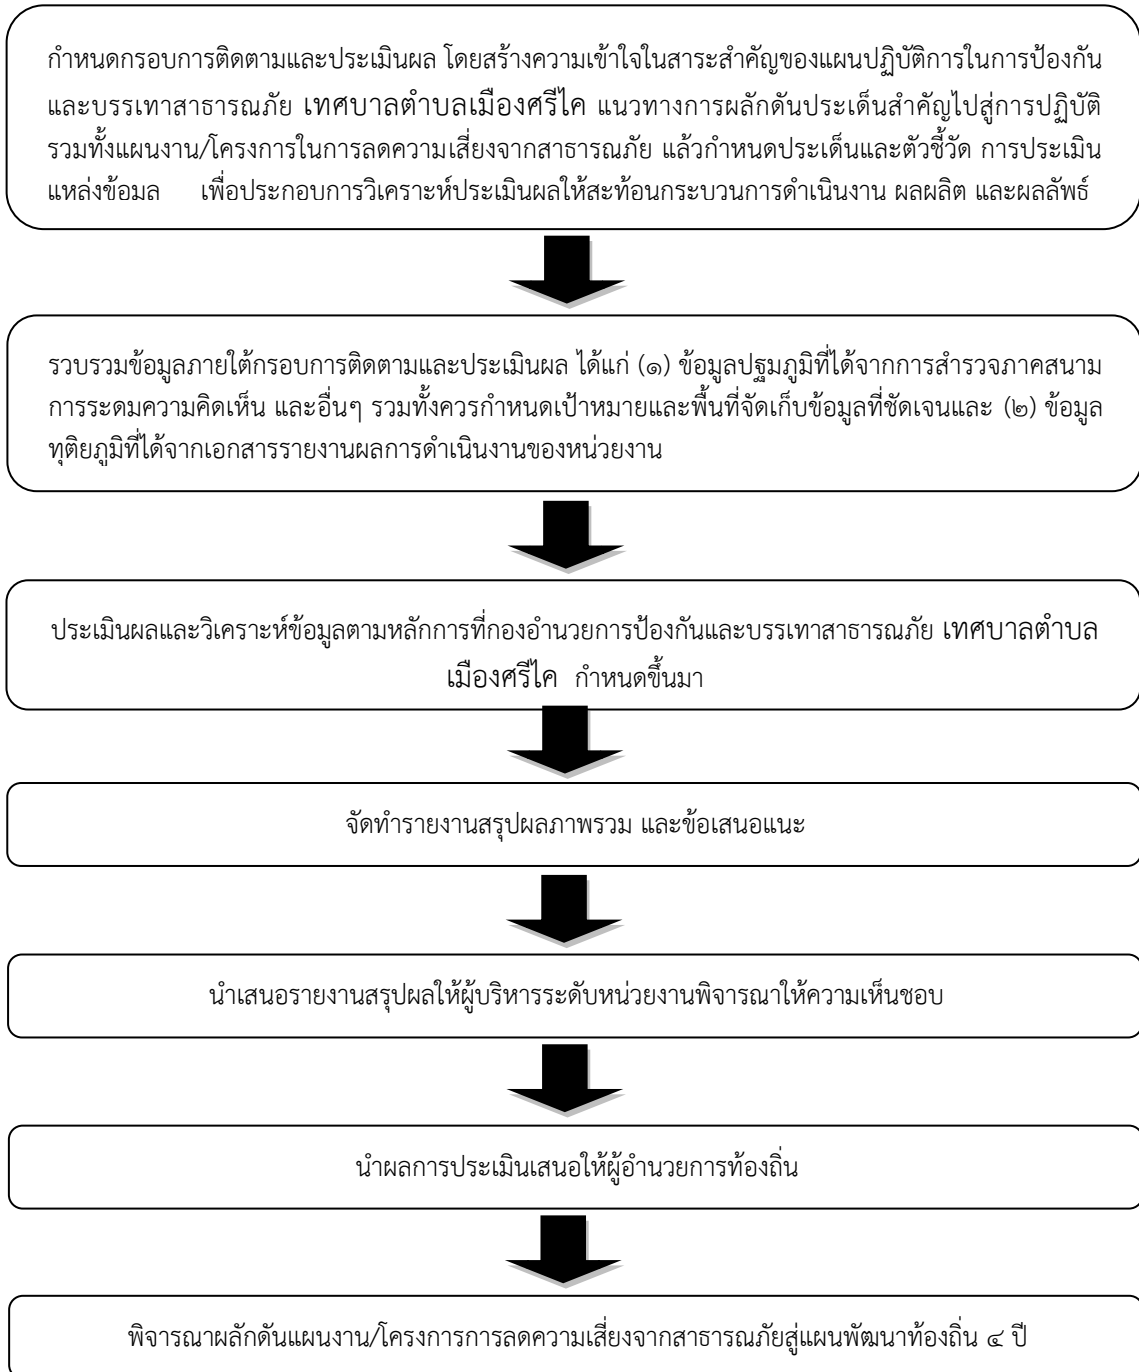 กำหนดกรอบการติดตามและประเมินผล โดยสร้างความเข้าใจในสาระสำคัญของแผนปฏิบัติการในการป้องกัน
และบรรเทาสาธารณภัย เทศบาลตำบลเมืองศรีไค แนวทางการผลักดันประเด็นสำคัญไปสู่การปฏิบัติ
รวมทั้งแผนงาน/โครงการในการลดความเสี่ยงจากสาธารณภัย แล้วกำหนดประเด็นและตัวชี้วัด การประเมิน
แหล่งข้อมูล เพื่อประกอบการวิเคราะห์ประเมินผลให้สะท้อนกระบวนการดำเนินงาน ผลผลิต และผลลัพธ์
รวบรวมข้อมูลภายใต้กรอบการติดตามและประเมินผล ได้แก่ (๑) ข้อมูลปฐมภูมิที่ได้จากการสำรวจภาคสนาม
การระดมความคิดเห็น และอื่นๆ รวมทั้งควรกำหนดเป้าหมายและพื้นที่จัดเก็บข้อมูลที่ชัดเจนและ (๒) ข้อมูล
ทุติยภูมิที่ได้จากเอกสารรายงานผลการดำเนินงานของหน่วยงาน
ประเมินผลและวิเคราะห์ข้อมูลตามหลักการที่กองอำนวยการป้องกันและบรรเทาสาธารณภัย เทศบาลตำบล
เมืองศรีไค กำหนดขึ้นมา
จัดทำรายงานสรุปผลภาพรวม และข้อเสนอแนะ
นำเสนอรายงานสรุปผลให้ผู้บริหารระดับหน่วยงานพิจารณาให้ความเห็นชอบ
นำผลการประเมินเสนอให้ผู้อำนวยการท้องถิ่น
พิจารณาผลักดันแผนงาน/โครงการการลดความเสี่ยงจากสาธารณภัยสู่แผนพัฒนาท้องถิ่น ๔ ปี